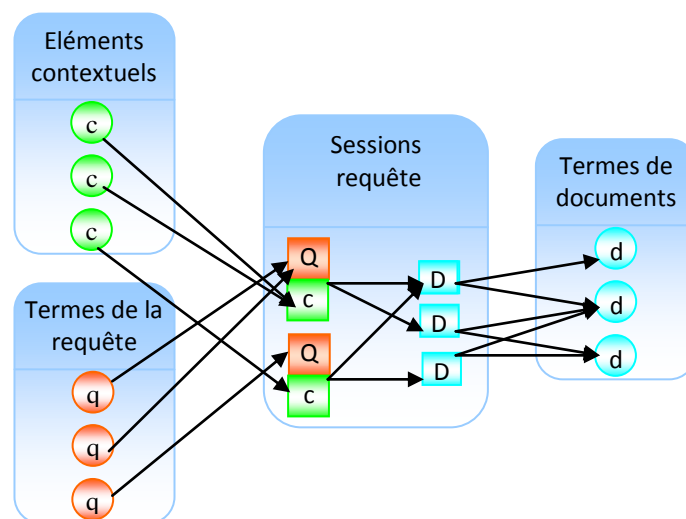 Eléments
contextuels
c
c
c
Termes de la
requête
q
q
q
Sessions
requête
Q
c
Q
c
D
D
D
Termes de
documents
d
d
d